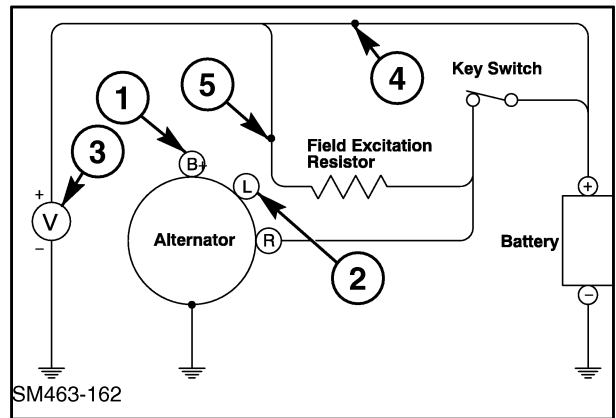 4
Key Switch
1
5
3
Field Excitation
Resistor
B+
L
+
V
−
Alternator
R
2
+
Battery
−
SM463-162